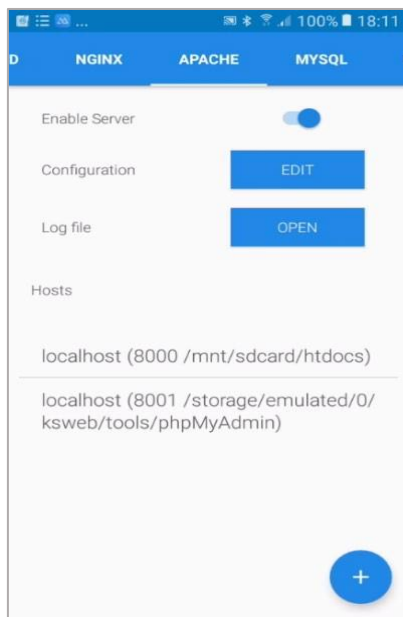 ... 100% 18:11
D NGINX APACHE MYSQL
Enable Server
Configuration EDIT
Log file OPEN
Hosts
localhost (8000 /mnt/sdcard/htdocs)
localhost (8001 /storage/emulated/0/
ksweb/tools/phpMyAdmin)
+